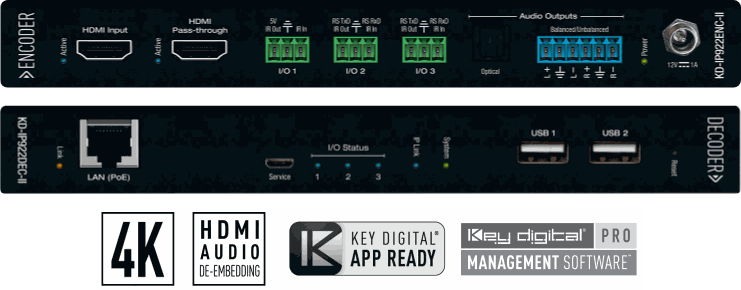 ENCODER
Active
HDMI Input
Active
HDMI
Pass-through
5V
IR Out IR In
I/O 1
RS TxD RS RxD
IR Out IR In
I/O 2
RS TxD RS RxD
IR Out IR In
I/O 3
Audio Outputs
Optical
Balanced/Unbalanced
L + L − R + R −
Power
12V 1A
KD-IP922ENC-II
KD-IP922DEC-II
Link
LAN (PoE)
Service
I/O Status
1 2 3
IP Link
System
USB 1
USB 2
Reset
DECODER
4K
HDMI
AUDIO
DE-EMBEDDING
KEY DIGITAL®
APP READY
Key digital® PRO
MANAGEMENT SOFTWARE™